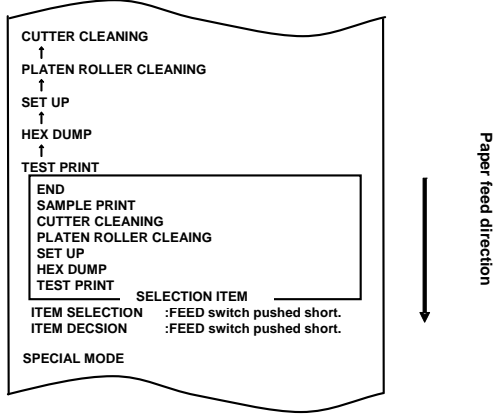 CUTTER CLEANING
↑
PLATEN ROLLER CLEANING
↑
SET UP
↑
HEX DUMP
↑
TEST PRINT
END
SAMPLE PRINT
CUTTER CLEANING
PLATEN ROLLER CLEAING
SET UP
HEX DUMP
TEST PRINT
SELECTION ITEM
ITEM SELECTION :FEED switch pushed short.
ITEM DECSION :FEED switch pushed short.
SPECIAL MODE
Paper feed direction